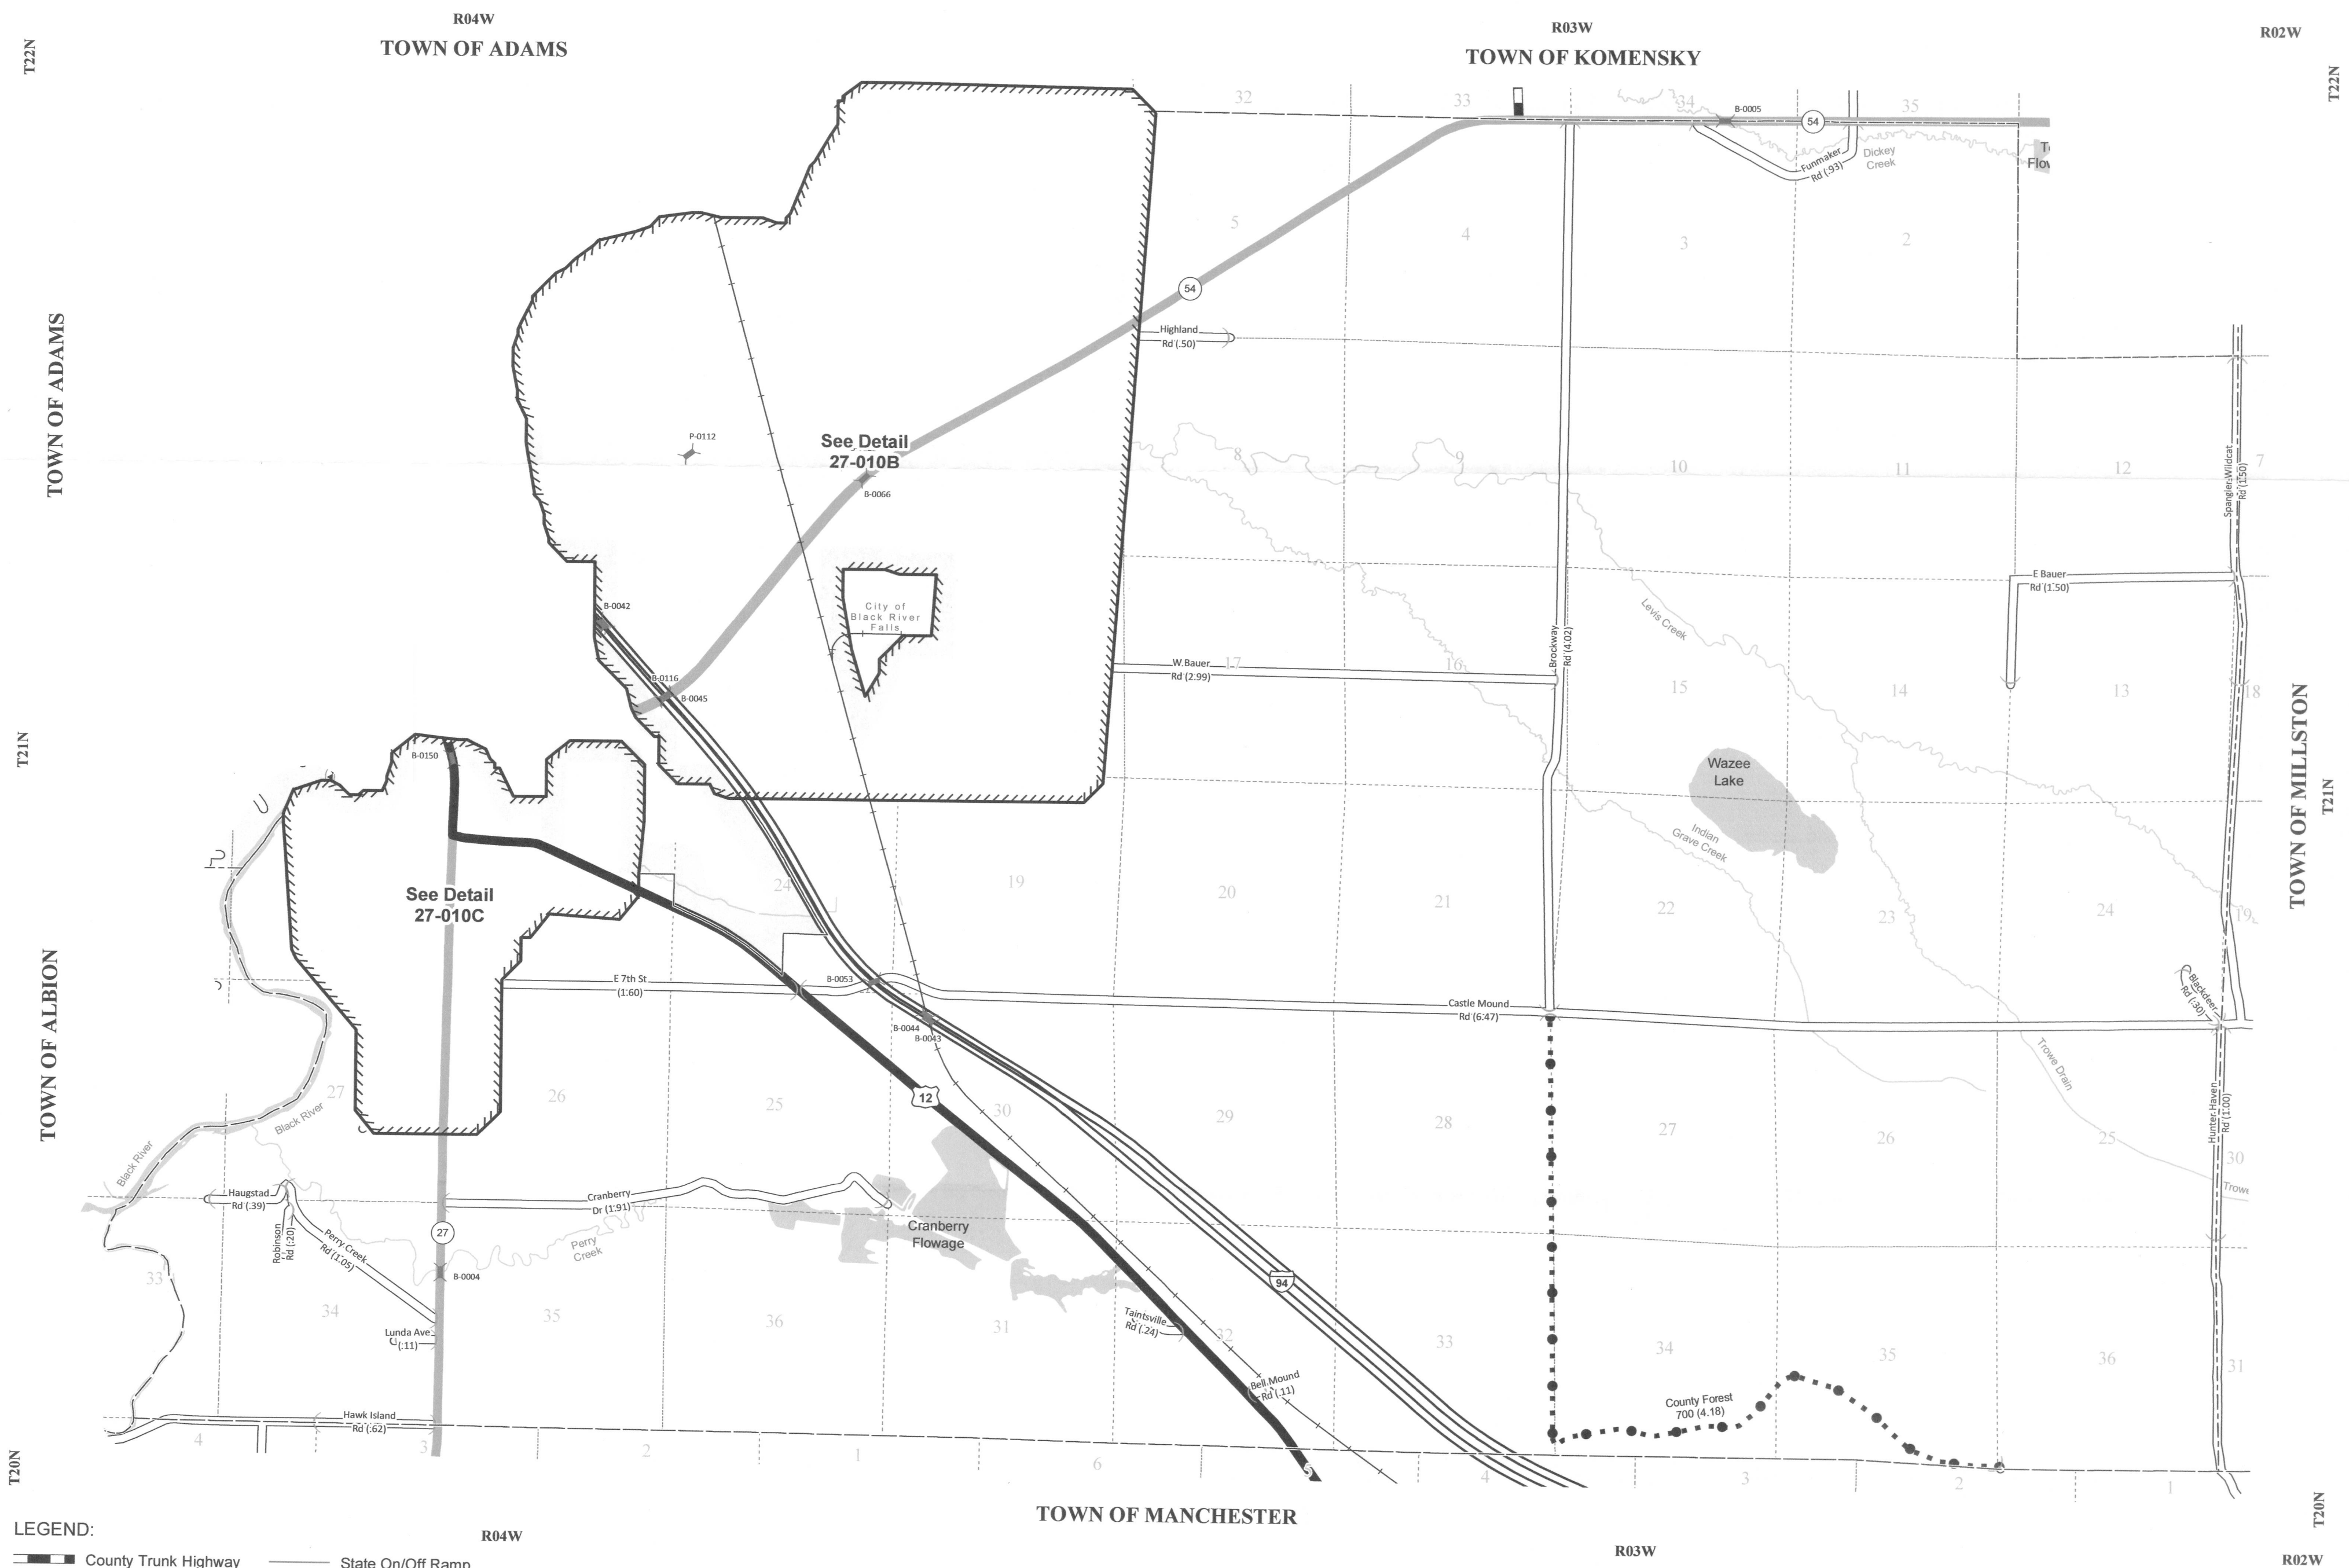 R04W
R03W
R02W
T22N
TOWN OF ADAMS
TOWN OF KOMENSKY
T22N
32
33
34
35
B-0005
54
Funmaker
Rd (.93)
Dickey
Creek
5
4
3
2
54
Highland
Rd (.50)
TOWN OF ADAMS
P-0112
See Detail
27-010B
B-0066
8
9
10
11
12
7
Spangler-Wildcat
Rd (1.50)
B-0042
City of
Black River
Falls
E Bauer
Rd (1.50)
Levis Creek
Brockway
Rd (4.02)
W.Bauer
Rd (2.99)
17
16
15
14
13
18
B-0116
B-0045
TOWN OF MILLSTON
T21N
T21N
B-0150
Wazee
Lake
Indian
Grave Creek
See Detail
27-010C
24
19
20
21
22
23
24
19
TOWN OF ALBION
E 7th St
(1.60)
B-0053
Castle Mound
Rd (6.47)
Blackdeer
Rd (.30)
B-0044
B-0043
Trowe Drain
12
27
26
25
30
29
28
27
26
25
30
Black River
Black River
Hunter Haven
Rd (1.00)
Haugstad
Rd (.39)
Robinson
Rd (.20)
Perry Creek
Rd (1.05)
Cranberry
Dr (1.91)
Perry
Creek
Cranberry
Flowage
27
B-0004
94
33
34
35
36
31
32
33
34
35
36
31
Lunda Ave
(.11)
Taintsville
Rd (.24)
Bell.Mound
Rd (.11)
County Forest
700 (4.18)
Hawk Island
Rd (.62)
4
3
2
1
6
5
4
3
2
1
T20N
T20N
TOWN OF MANCHESTER
LEGEND:
R04W
R03W
R02W
County Trunk Highway
State On/Off Ramp